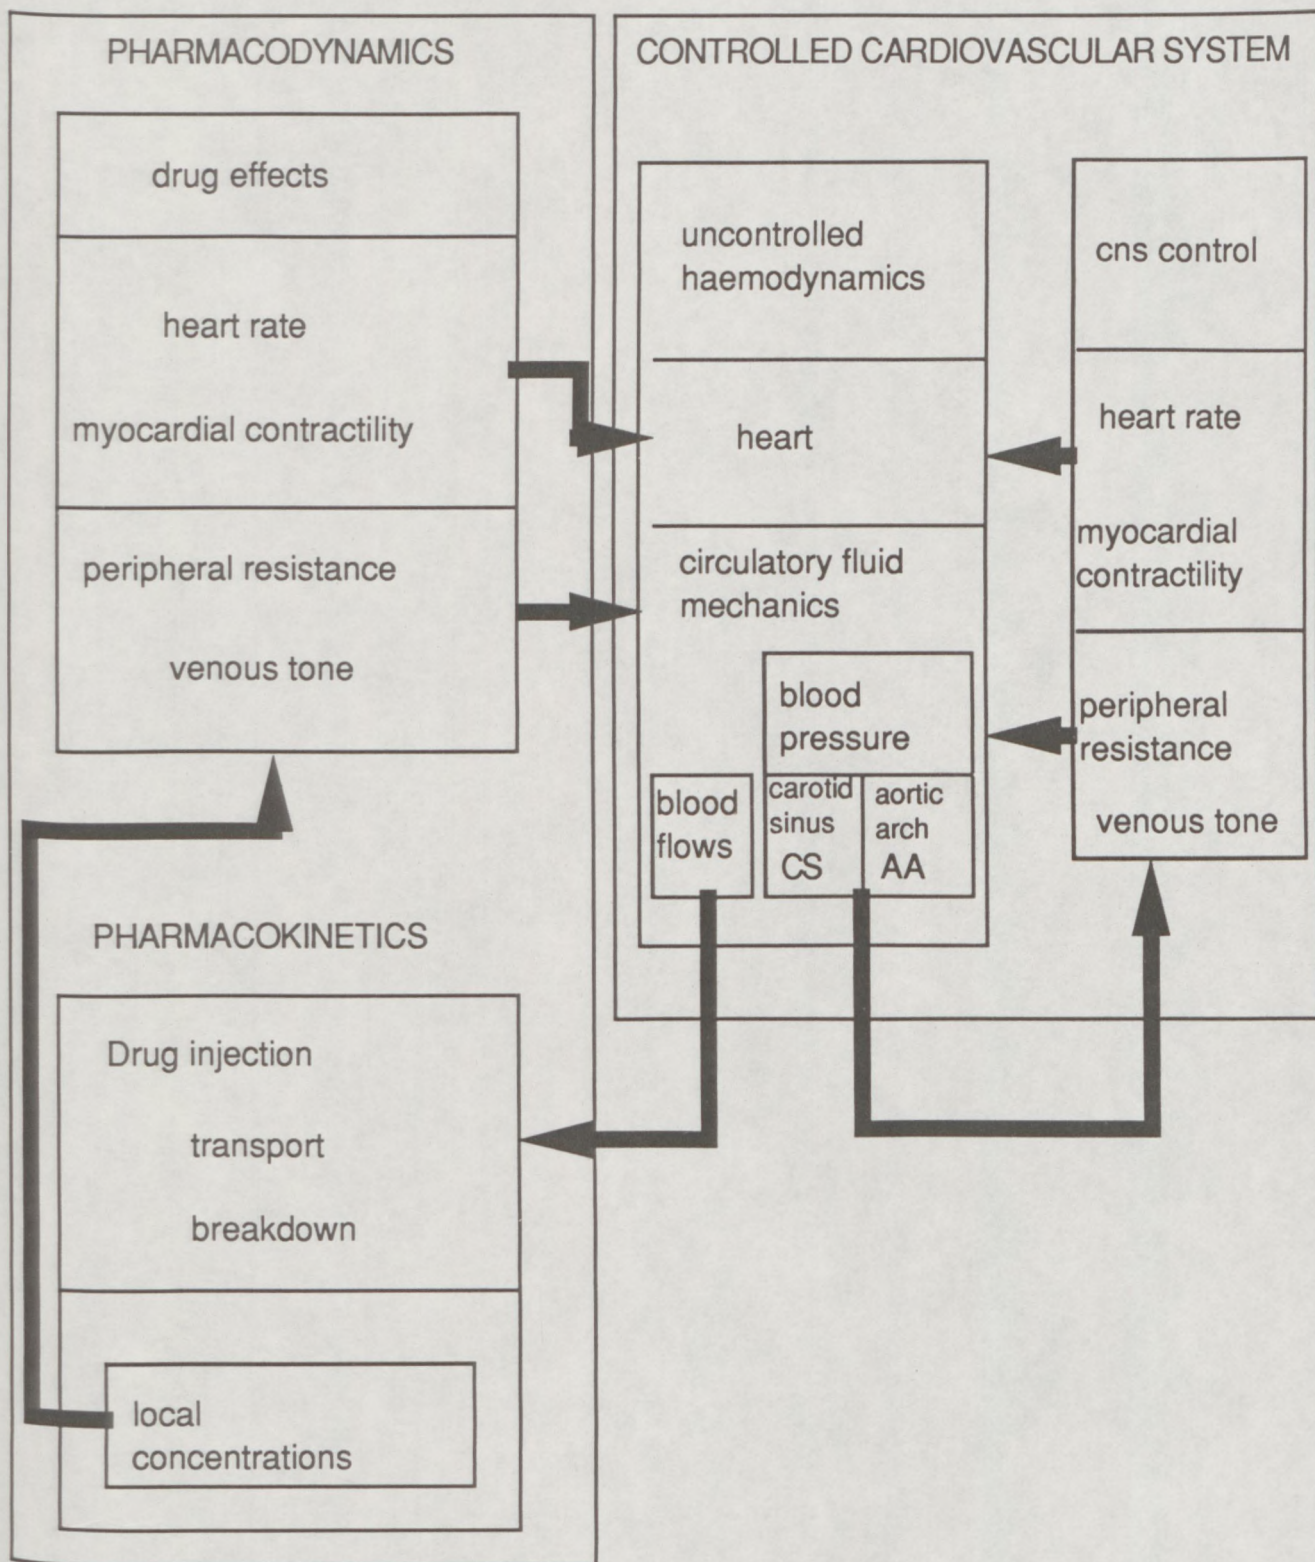 PHARMACODYNAMICS
drug effects
heart rate
myocardial contractility
peripheral resistance
venous tone
PHARMACOKINETICS
Drug injection
transport
breakdown
local
concentrations
CONTROLLED CARDIOVASCULAR SYSTEM
uncontrolled
haemodynamics
heart
circulatory fluid
mechanics
blood
pressure
blood
flows
carotid
sinus
CS
aortic
arch
AA
cns control
heart rate
myocardial
contractility
peripheral
resistance
venous tone